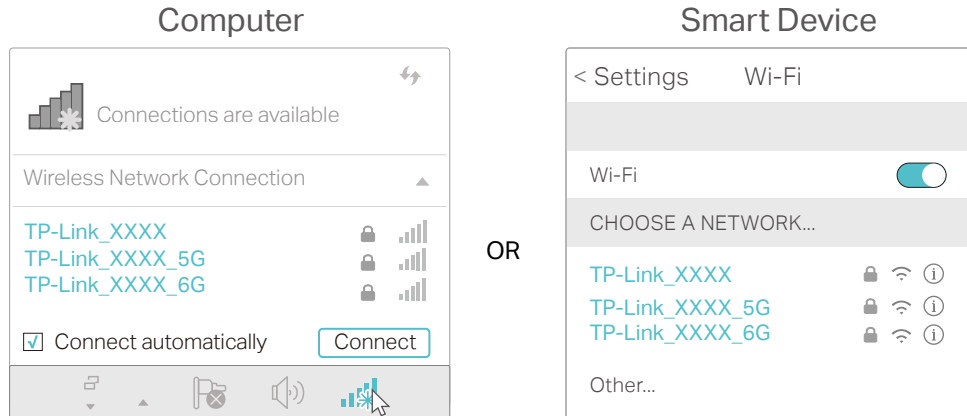 Computer
Connections are available
Wireless Network Connection
TP-Link_XXXX
TP-Link_XXXX_5G
TP-Link_XXXX_6G
Connect automatically
Connect
OR
Smart Device
< Settings Wi-Fi
Wi-Fi
CHOOSE A NETWORK...
TP-Link_XXXX
TP-Link_XXXX_5G
TP-Link_XXXX_6G
Other...